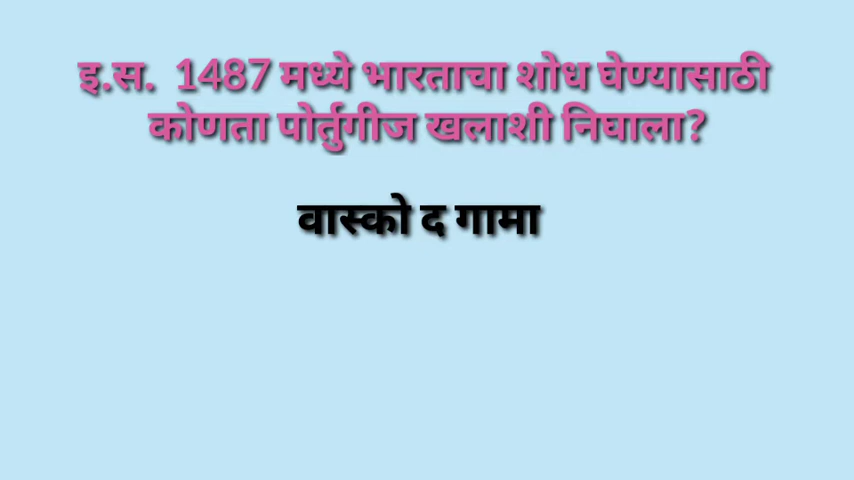 इ.स. 1487 मध्ये भारताचा शोध घेण्यासाठी
कोणता पोर्तुगीज खलाशी निघाला?
वास्को द गामा